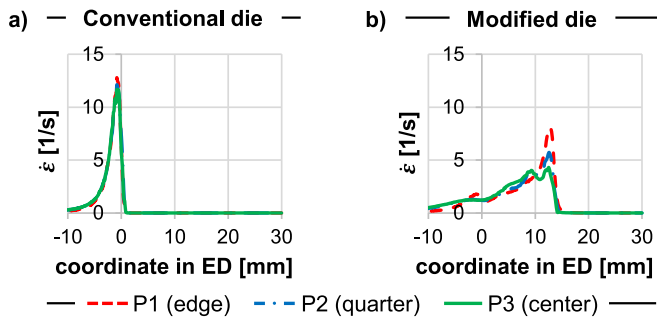 a) Conventional die
15
10
5
0
-10 0 10 20 30
ε̇ [1/s]
coordinate in ED [mm]
b) Modified die
15
10
5
0
-10 0 10 20 30
ε̇ [1/s]
coordinate in ED [mm]
P1 (edge) P2 (quarter) P3 (center)